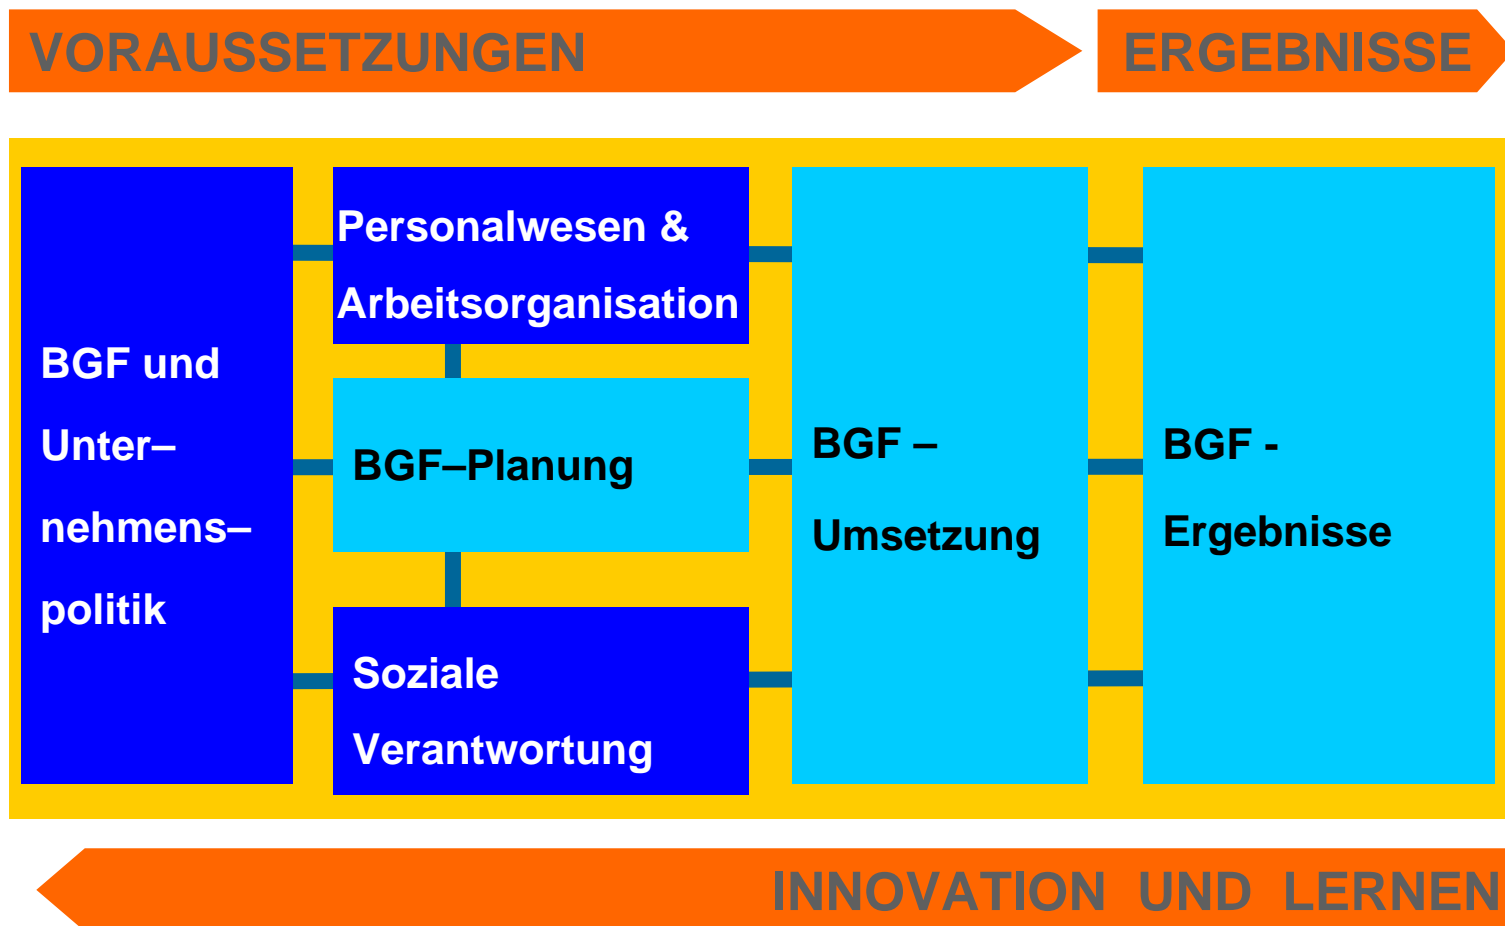 VORAUSSETZUNGEN
ERGEBNISSE
BGF und
Unter–
nehmens–
politik
Personalwesen &
Arbeitsorganisation
BGF–Planung
Soziale
Verantwortung
BGF –
Umsetzung
BGF -
Ergebnisse
INNOVATION UND LERNEN